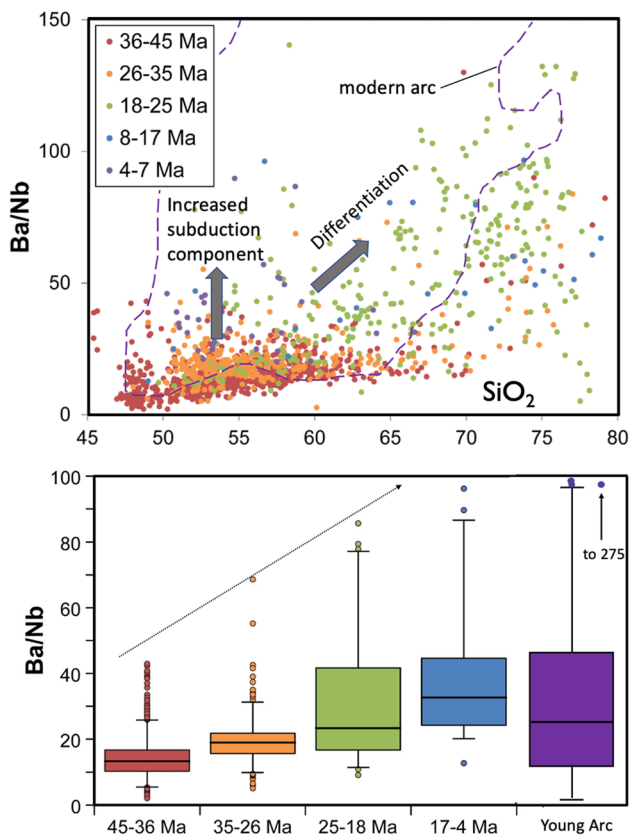 150
36–45 Ma
26–35 Ma
18–25 Ma
8–17 Ma
4–7 Ma
modern arc
100
Ba/Nb
Increased
subduction
component
Differentiation
50
0
SiO₂
45 50 55 60 65 70 75 80
100
to 275
80
60
Ba/Nb
40
20
0
45-36 Ma 35-26 Ma 25-18 Ma 17-4 Ma Young Arc